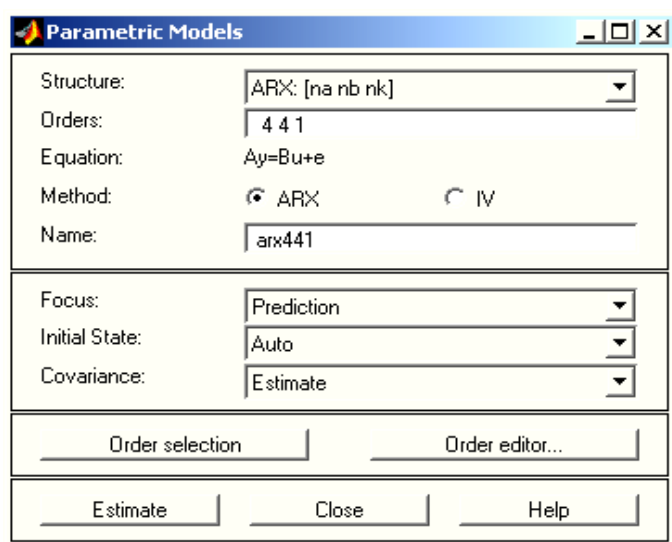 Parametric Models
Structure: ARX: [na nb nk]
Orders: 4 4 1
Equation: Ay=Bu+e
Method: ARX IV
Name: arx441
Focus: Prediction
Initial State: Auto
Covariance: Estimate
Order selection Order editor...
Estimate Close Help